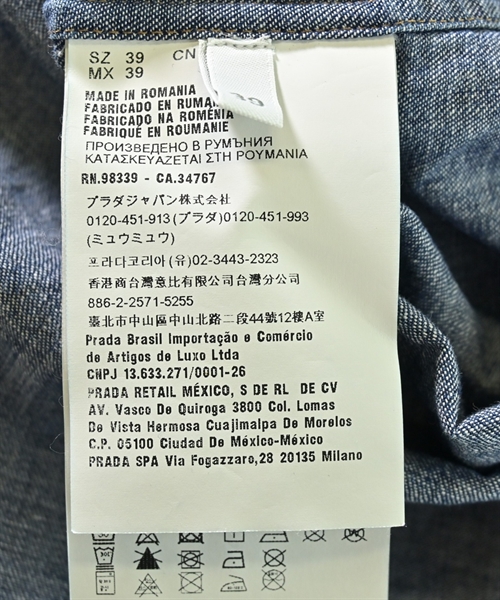 SZ 39 CN
MX 39
39
MADE IN ROMANIA
FABRICADO EN
FABRICADO NA ROMÉNIA
FABRIQUÉ EN ROUMANIE
ПРОИЗВЕДЕНО В РУМЪНИЯ
ΚΑΤΑΣΚΕΥΑΖΕΤΑΙ ΣΤΗ ΡΟΥΜΑΝΙΑ
RN.98339 - CA.34767
プラダジャパン株式会社
0120-451-913(プラダ)0120-451-993
(ミュウミュウ)
프라다코리아 (유)02-3443-2323
香港商台灣意比有限公司台灣分公司
886-2-2571-5255
臺北市中山區中山北路二段44號12樓A室
Prada Brasil Importação e Comércio
de Artigos de Luxo Ltda
CNPJ 13.633.271/0001-26
PRADA RETAIL MÉXICO, S DE RL DE CV
AV. Vasco De Quiroga 3800 Col. Lomas
De Vista Hermosa Cuajimalpa De Morelos
C.P. 05100 Ciudad De México-México
PRADA SPA Via Fogazzaro,28 20135 Milano